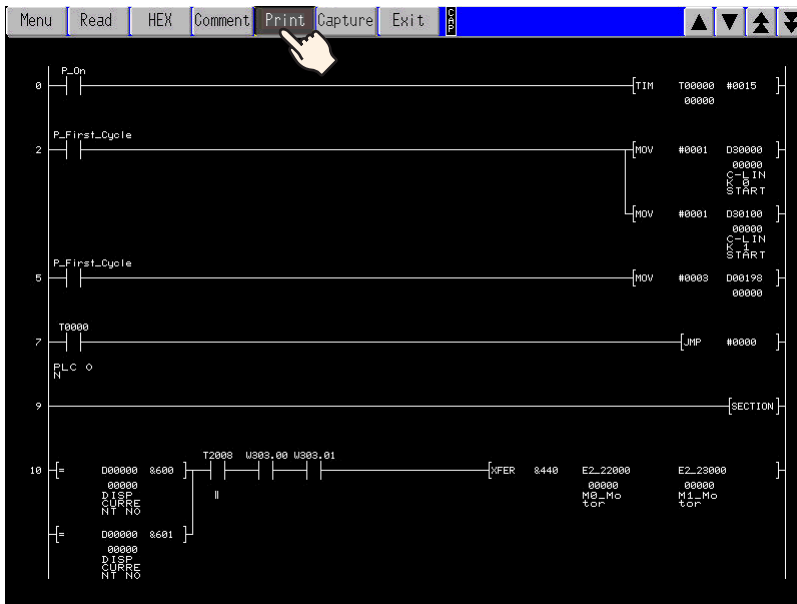 Menu Read HEX Comment Print Capture Exit CAP
P_On
0 [TIM T00000 #0015 ]
00000
P_First_Cycle
2 [MOV #0001 D30000 ]
00000
C-LIN
K 0
START
[MOV #0001 D30100 ]
00000
C-LIN
K 1
START
P_First_Cycle
5 [MOV #0003 D00198 ]
00000
T0000
7 [JMP #0000 ]
PLC O
N
9 [SECTION]
T2008 W303.00 W303.01
10 [= D00000 &600 ] [XFER &440 E2_22000 E2_23000 ]
00000 00000 00000
DISP M0_Mo M1_Mo
CURRE tor tor
NT NO
[= D00000 &601 ]
00000
DISP
CURRE
NT NO